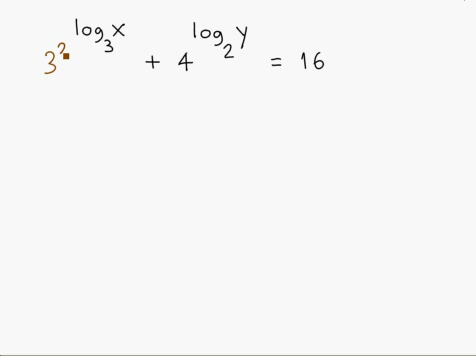 3² ^ log₃x + 4 ^ log₂y = 16